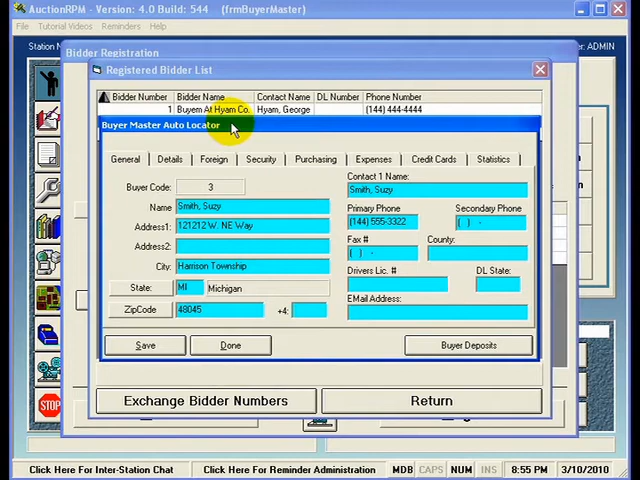 AuctionRPM - Version: 4.0 Build: 544 (frmBuyerMaster)
File Tutorial Videos Reminders Help
Station N ER: ADMIN
Bidder Registration
Registered Bidder List
Bidder Number Bidder Name Contact Name DL Number Phone Number
1 Buyem At Hyam Co. Hyam, George (144) 444-4444
Buyer Master Auto Locator
General Details Foreign Security Purchasing Expenses Credit Cards Statistics
Buyer Code: 3
Contact 1 Name:
Smith, Suzy
Name Smith, Suzy
Primary Phone Secondary Phone
Address1: 121212 W. NE Way
(144) 555-3322 ( ) -
Address2:
Fax # County:
( ) -
City: Harrison Township
Drivers Lic. # DL State:
State: MI Michigan
EMail Address:
ZipCode 48045 +4:
Save Done Buyer Deposits
Exchange Bidder Numbers Return
STOP
Click Here For Inter-Station Chat Click Here For Reminder Administration MDB CAPS NUM INS 8:55 PM 3/10/2010